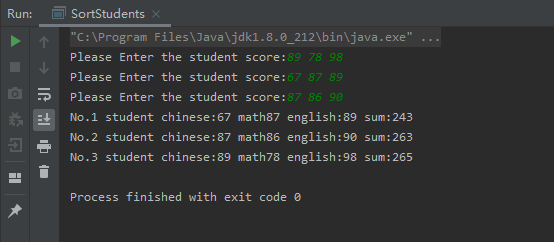 Run: SortStudents ×
"C:\Program Files\Java\jdk1.8.0_212\bin\java.exe" ...
Please Enter the student score:89 78 98
Please Enter the student score:67 87 89
Please Enter the student score:87 86 90
No.1 student chinese:67 math87 english:89 sum:243
No.2 student chinese:87 math86 english:90 sum:263
No.3 student chinese:89 math78 english:98 sum:265
Process finished with exit code 0